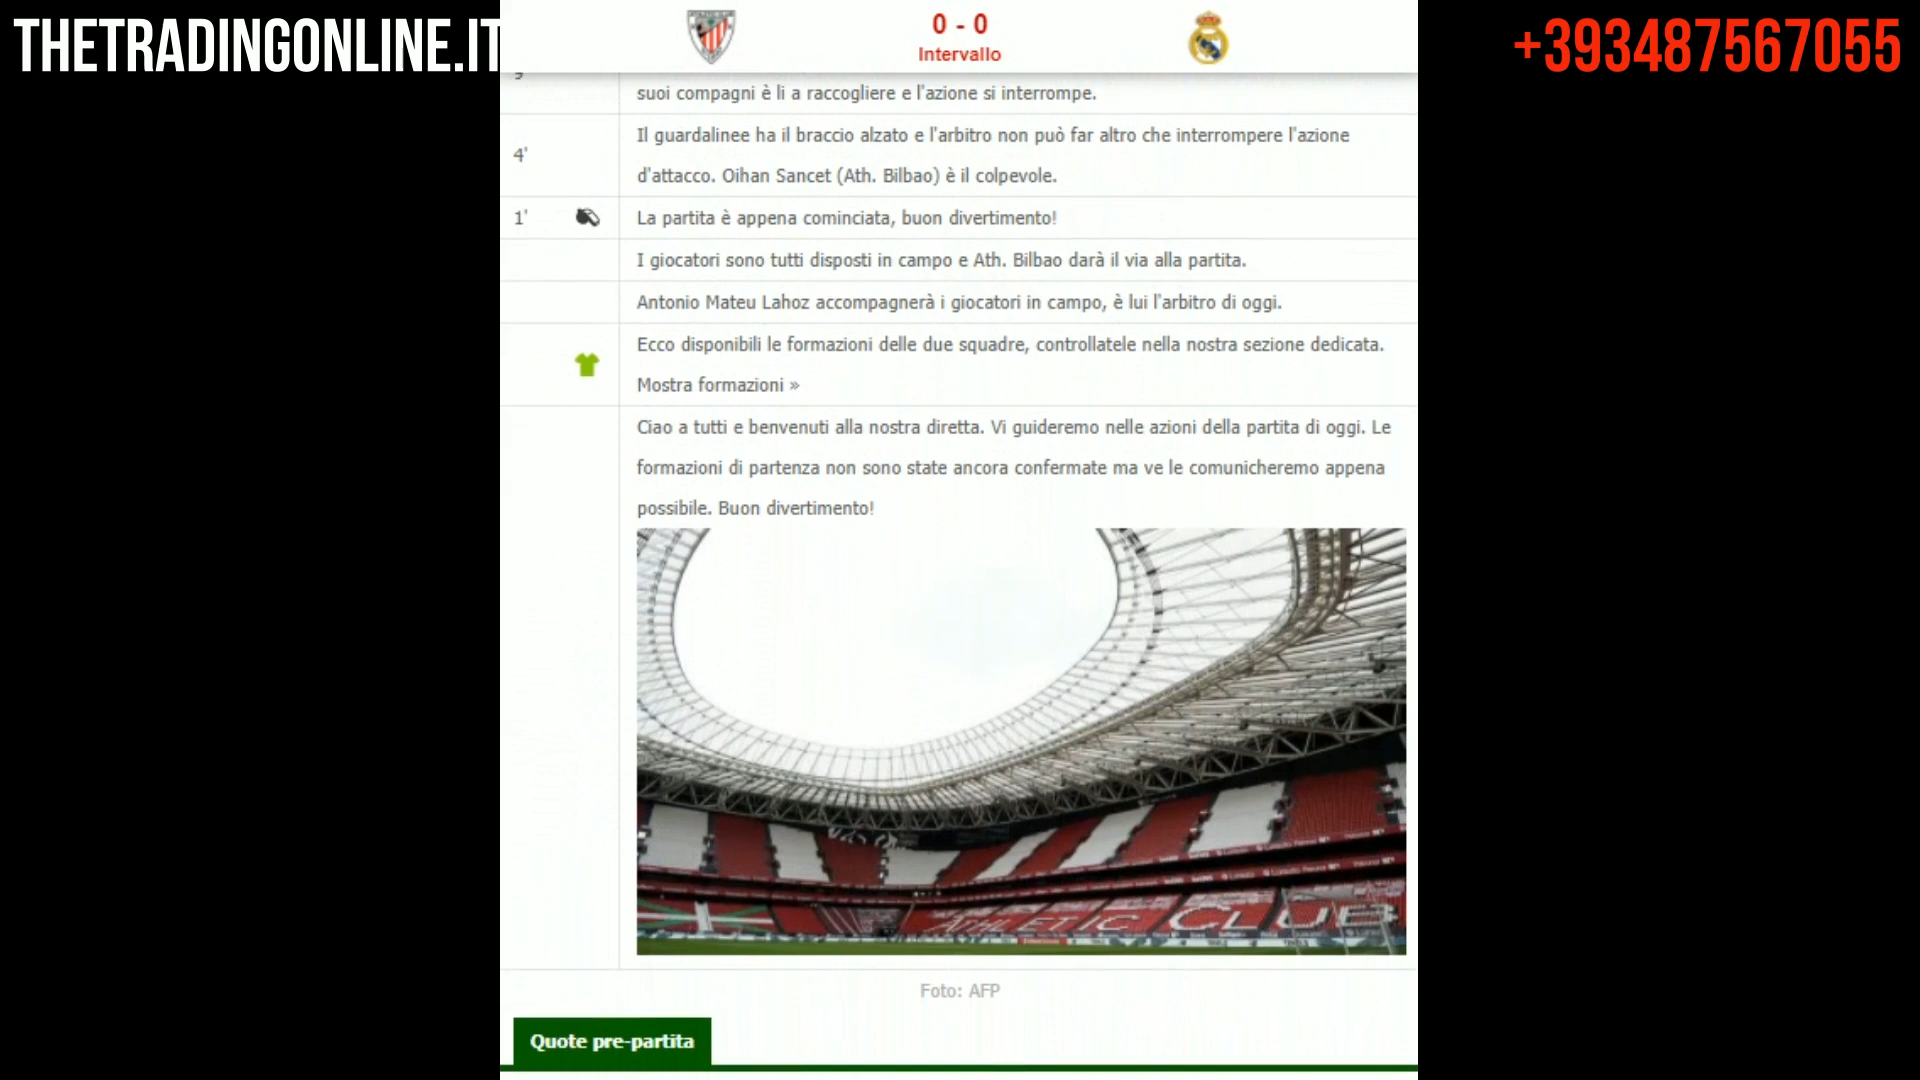 THETRADINGONLINE.IT
0 - 0
Intervallo
+393487567055
suoi compagni è li a raccogliere e l'azione si interrompe.
4'
Il guardalinee ha il braccio alzato e l'arbitro non può far altro che interrompere l'azione
d'attacco. Oihan Sancet (Ath. Bilbao) è il colpevole.
1'
La partita è appena cominciata, buon divertimento!
I giocatori sono tutti disposti in campo e Ath. Bilbao darà il via alla partita.
Antonio Mateu Lahoz accompagnerà i giocatori in campo, è lui l'arbitro di oggi.
Ecco disponibili le formazioni delle due squadre, controllatele nella nostra sezione dedicata.
Mostra formazioni »
Ciao a tutti e benvenuti alla nostra diretta. Vi guideremo nelle azioni della partita di oggi. Le
formazioni di partenza non sono state ancora confermate ma ve le comunicheremo appena
possibile. Buon divertimento!
ATHLETIC CLUB
Foto: AFP
Quote pre-partita